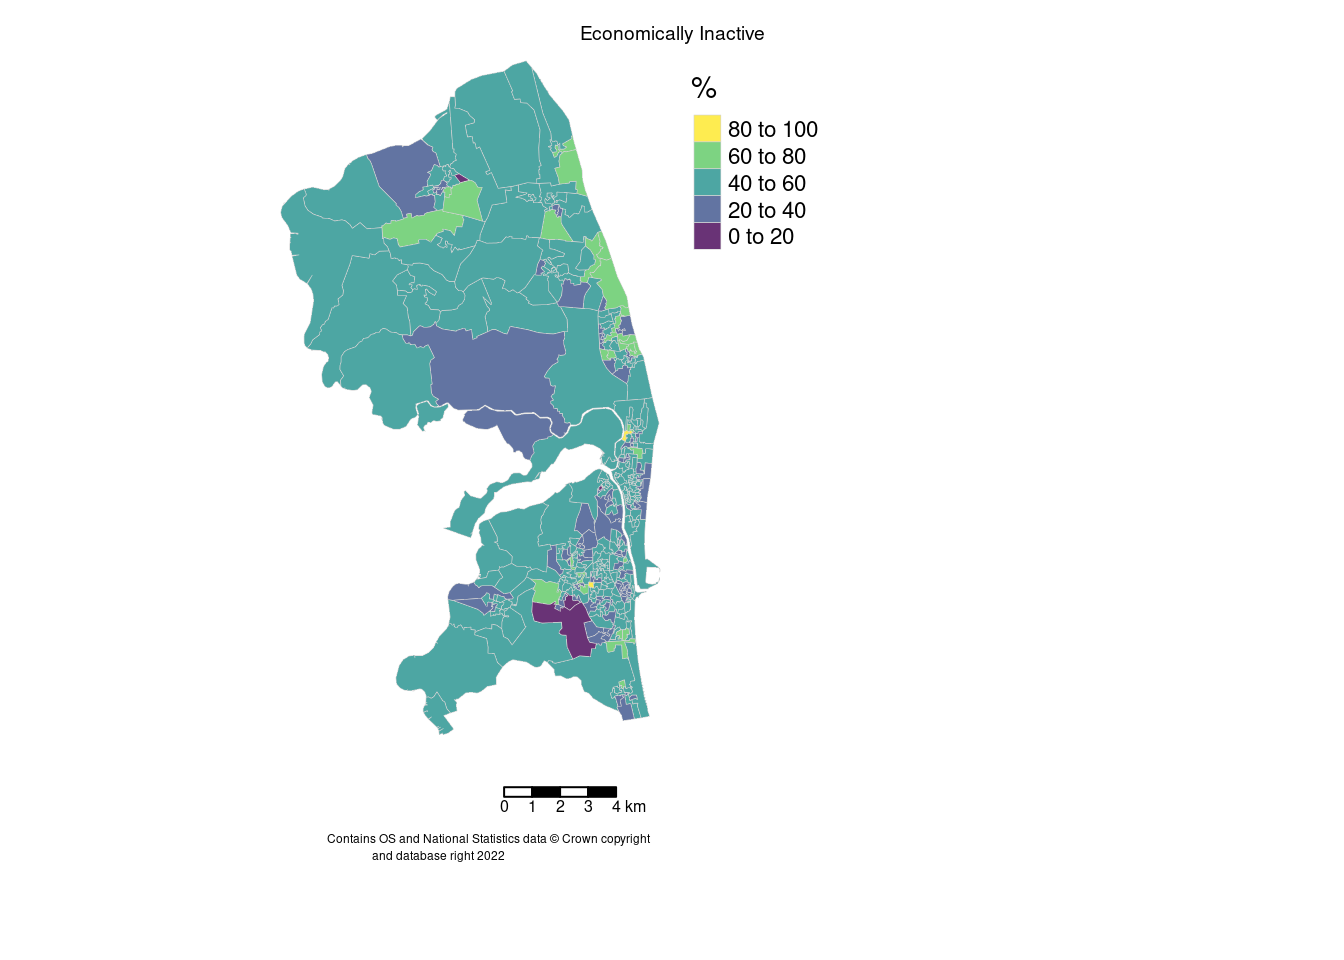 Economically Inactive
%
80 to 100
60 to 80
40 to 60
20 to 40
0 to 20
0 1 2 3 4 km
Contains OS and National Statistics data © Crown copyright
and database right 2022